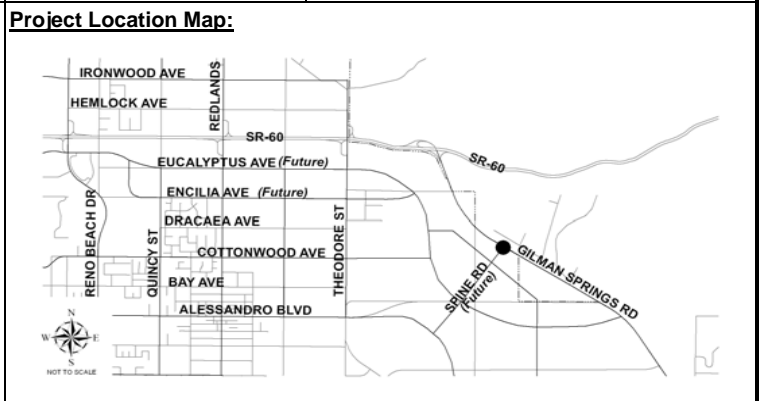 Project Location Map:
IRONWOOD AVE
REDLANDS
HEMLOCK AVE
SR-60
SR-60
EUCALYPTUS AVE (Future)
ENCILIA AVE (Future)
DRACAEA AVE
COTTONWOOD AVE
RENO BEACH DR
QUINCY ST
THEODORE ST
GILMAN SPRINGS RD
SPINE RD
(Future)
BAY AVE
ALESSANDRO BLVD
N
W
E
S
NOT TO SCALE